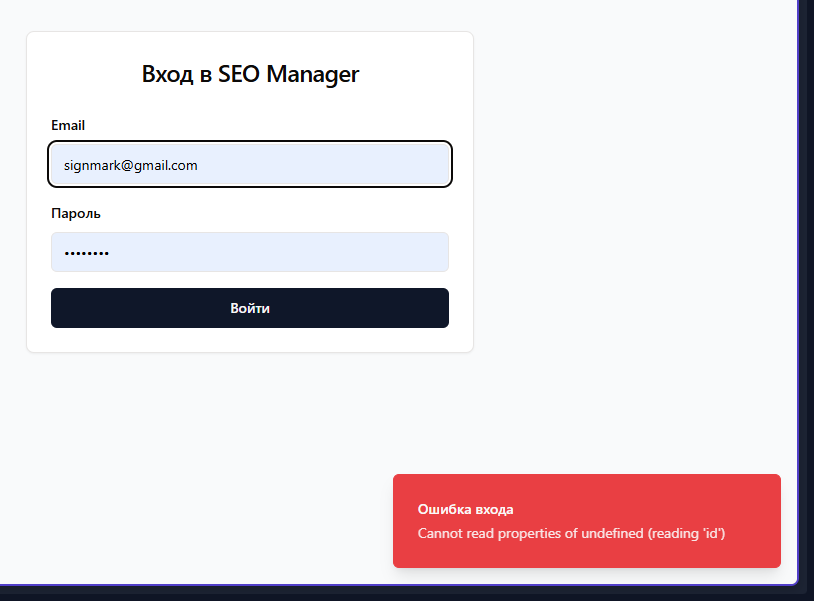 Вход в SEO Manager
Email
signmark@gmail.com
Пароль
••••••••
Войти
Ошибка входа
Cannot read properties of undefined (reading 'id')